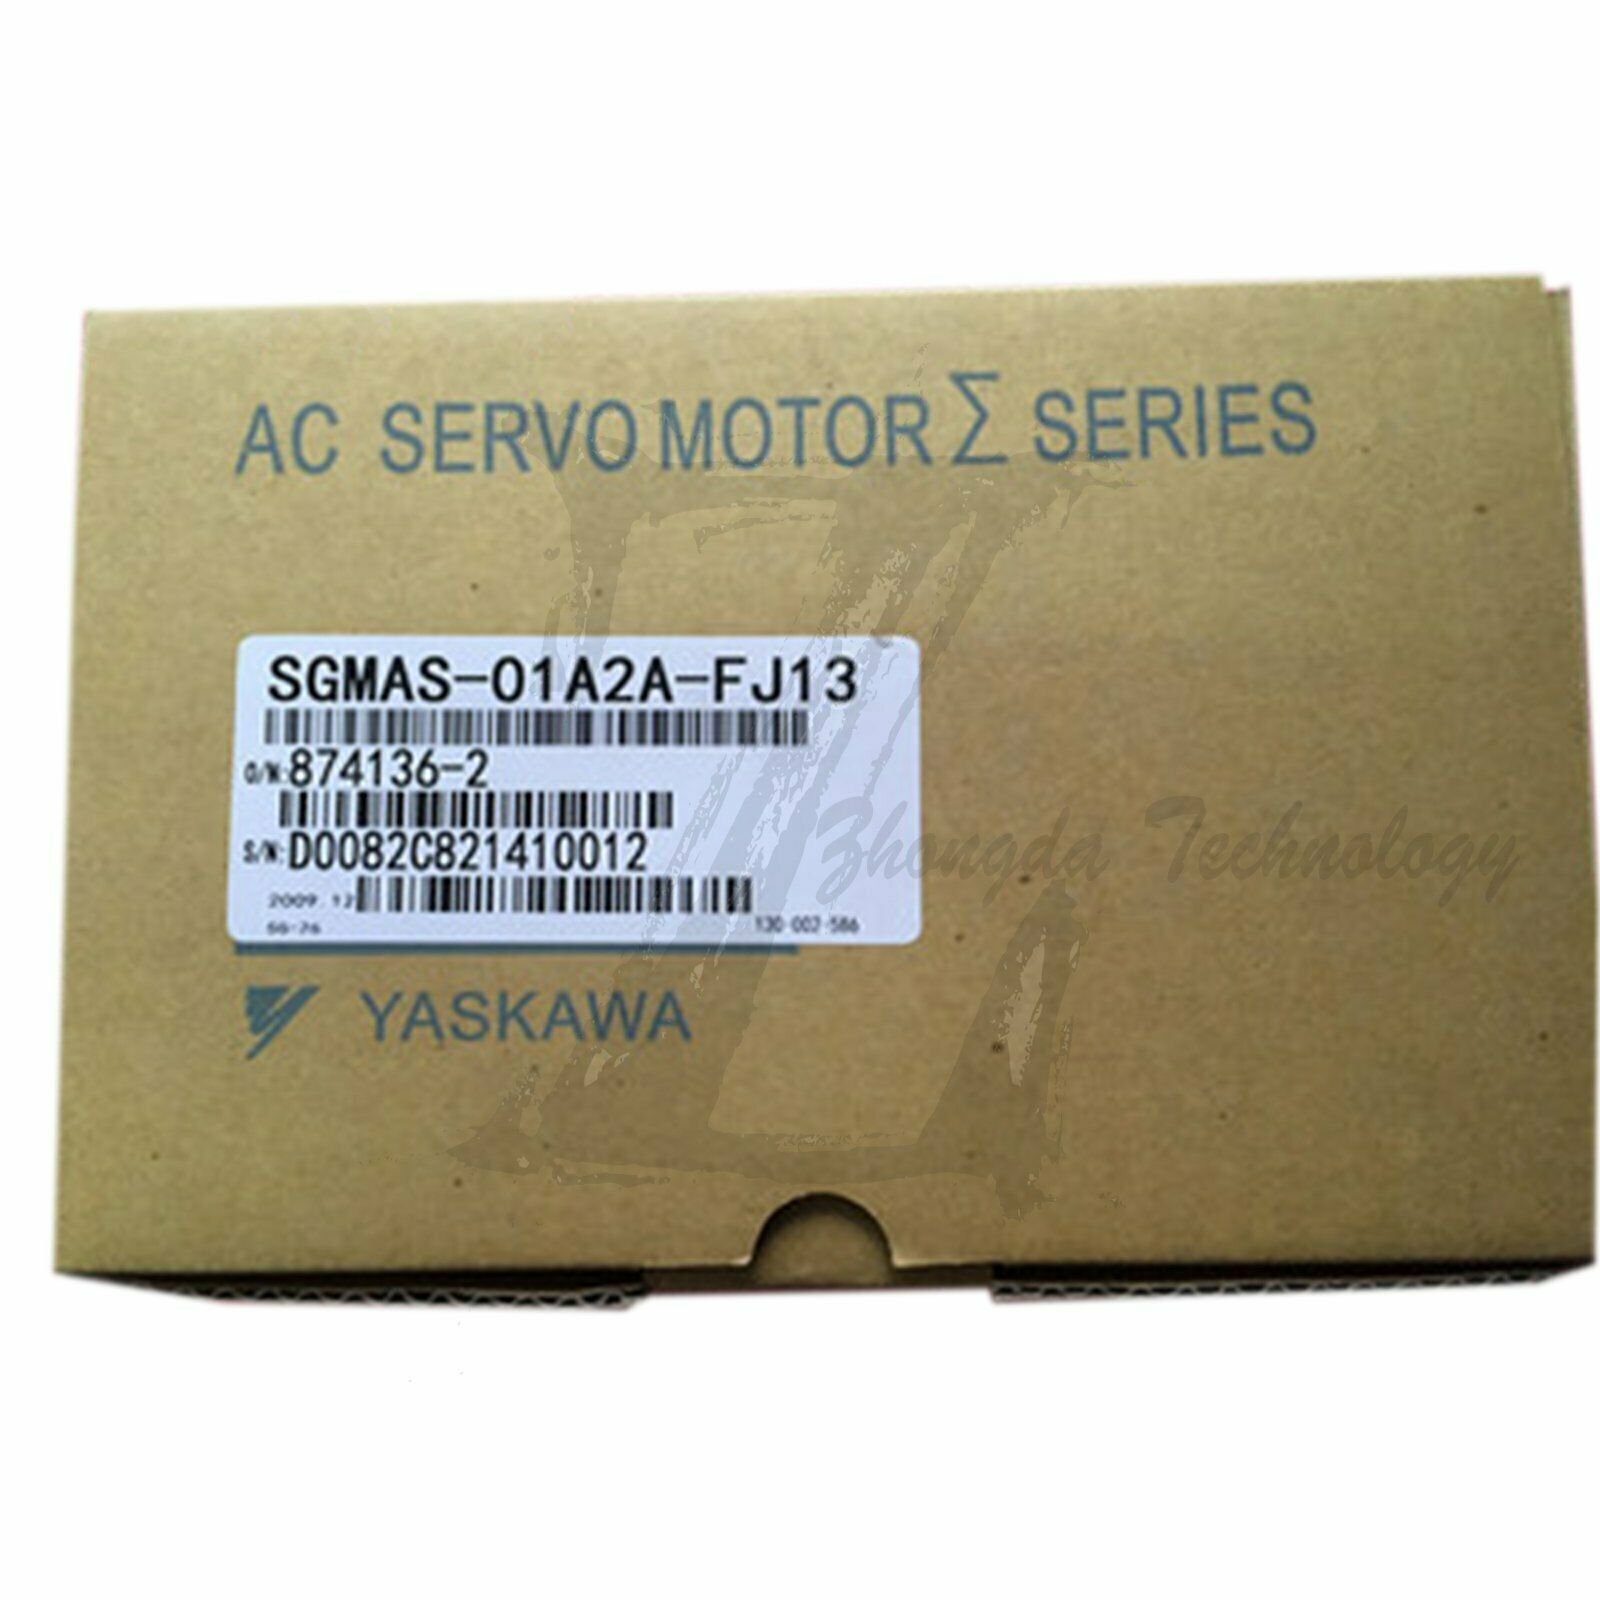 AC SERVO MOTOR Σ SERIES
SGMAS-01A2A-FJ13
O/N:874136-2
S/N:D0082C821410012
2009 12
130-002-586
YASKAWA
Zhongda Technology